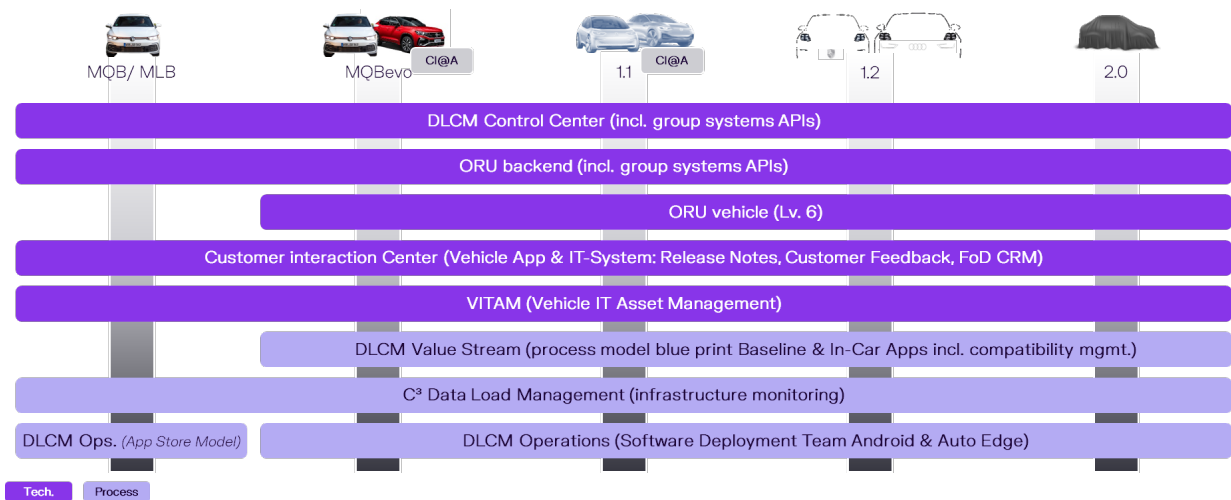 MQB/ MLB
MQBevo
CI@A
1.1
CI@A
1.2
2.0
DLCM Control Center (incl. group systems APIs)
ORU backend (incl. group systems APIs)
ORU vehicle (Lv. 6)
Customer interaction Center (Vehicle App & IT-System: Release Notes, Customer Feedback, FoD CRM)
VITAM (Vehicle IT Asset Management)
DLCM Value Stream (process model blue print Baseline & In-Car Apps incl. compatibility mgmt.)
C³ Data Load Management (infrastructure monitoring)
DLCM Ops. (App Store Model)
DLCM Operations (Software Deployment Team Android & Auto Edge)
Tech.
Process